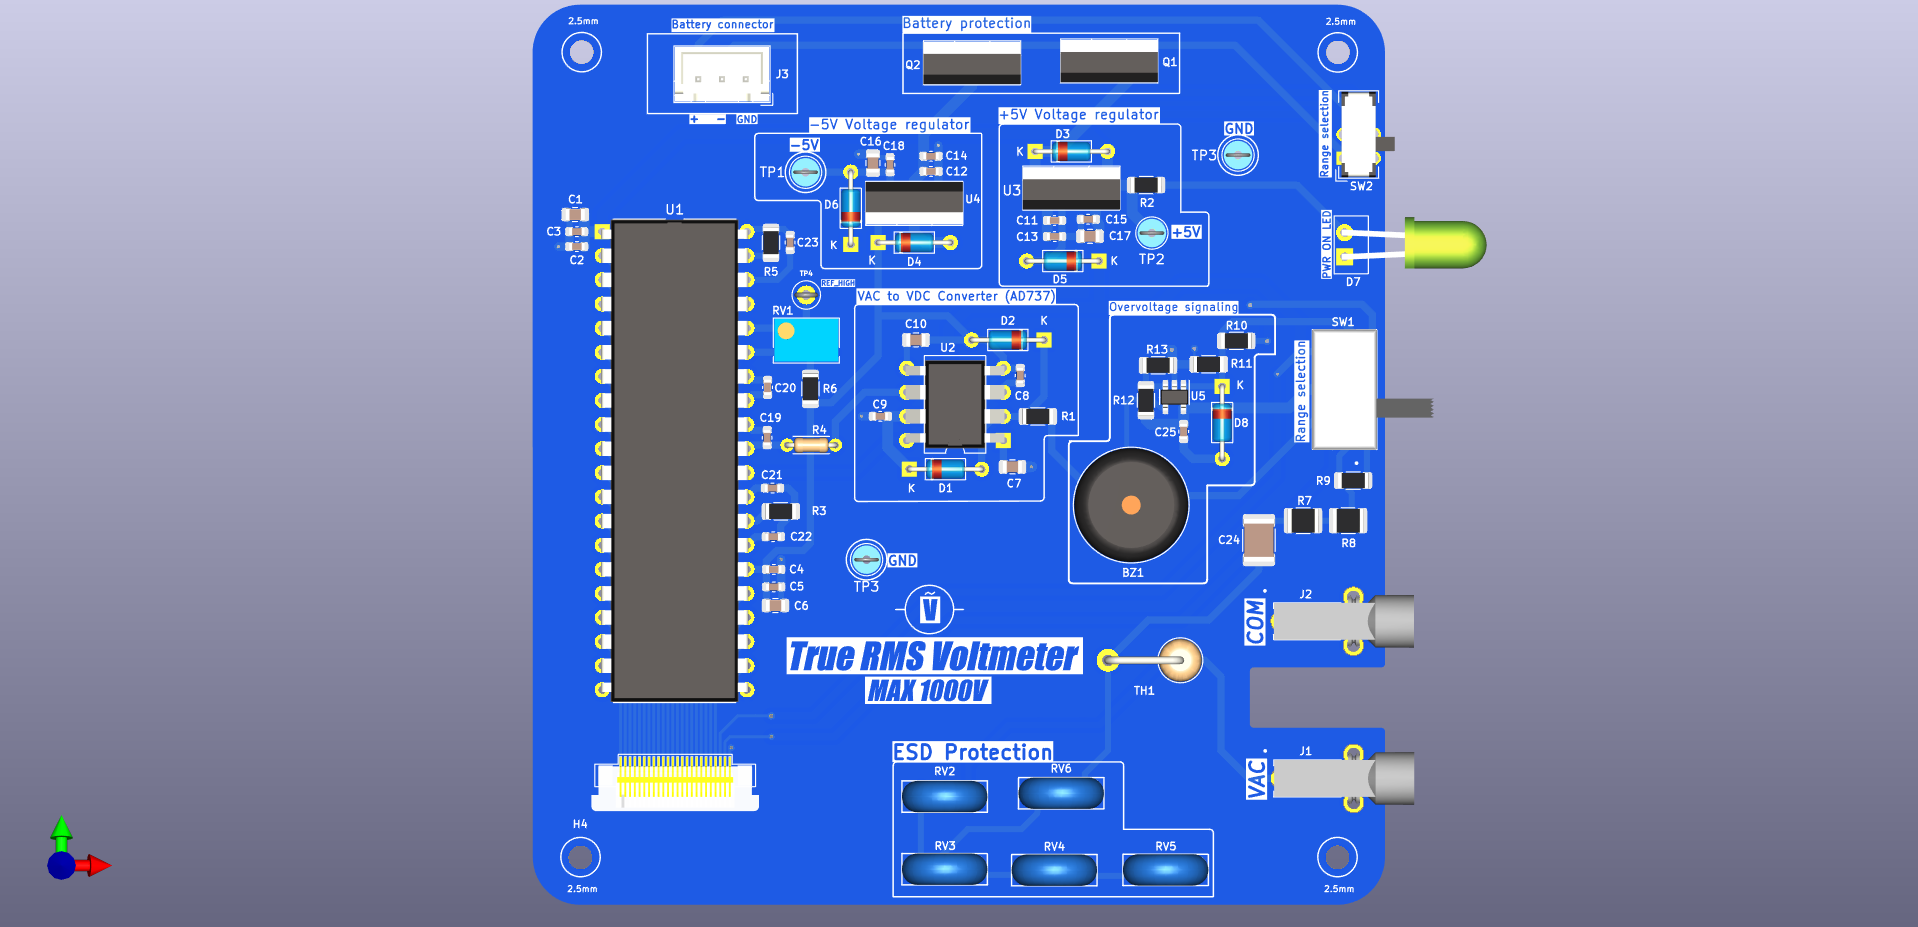 2.5mm
Battery connector
Battery protection
2.5mm
J3
Q2
Q1
+ − GND
-5V Voltage regulator
+5V Voltage regulator
Range selection
SW2
-5V
TP1
C16
C18
C14
C12
D6
U4
K
K
D4
D3
K
U3
R2
C11
C15
C13
C17
+5V
TP2
D5
K
GND
TP3
PWR ON LED
D7
C1
C3
C2
U1
R5
C23
TP4
REF_HIGH
RV1
C20
R6
C19
R4
C21
R3
C22
C4
C5
C6
VAC to VDC Converter (AD737)
C10
D2
K
U2
C8
C9
R1
K
D1
C7
Overvoltage signaling
R10
R13
R11
K
R12
U5
C25
D8
BZ1
SW1
Range selection
R9
R7
R8
C24
GND
TP3
Ṽ
True RMS Voltmeter
MAX 1000V
TH1
J2
COM
J1
VAC
ESD Protection
RV2
RV6
RV3
RV4
RV5
H4
2.5mm
2.5mm